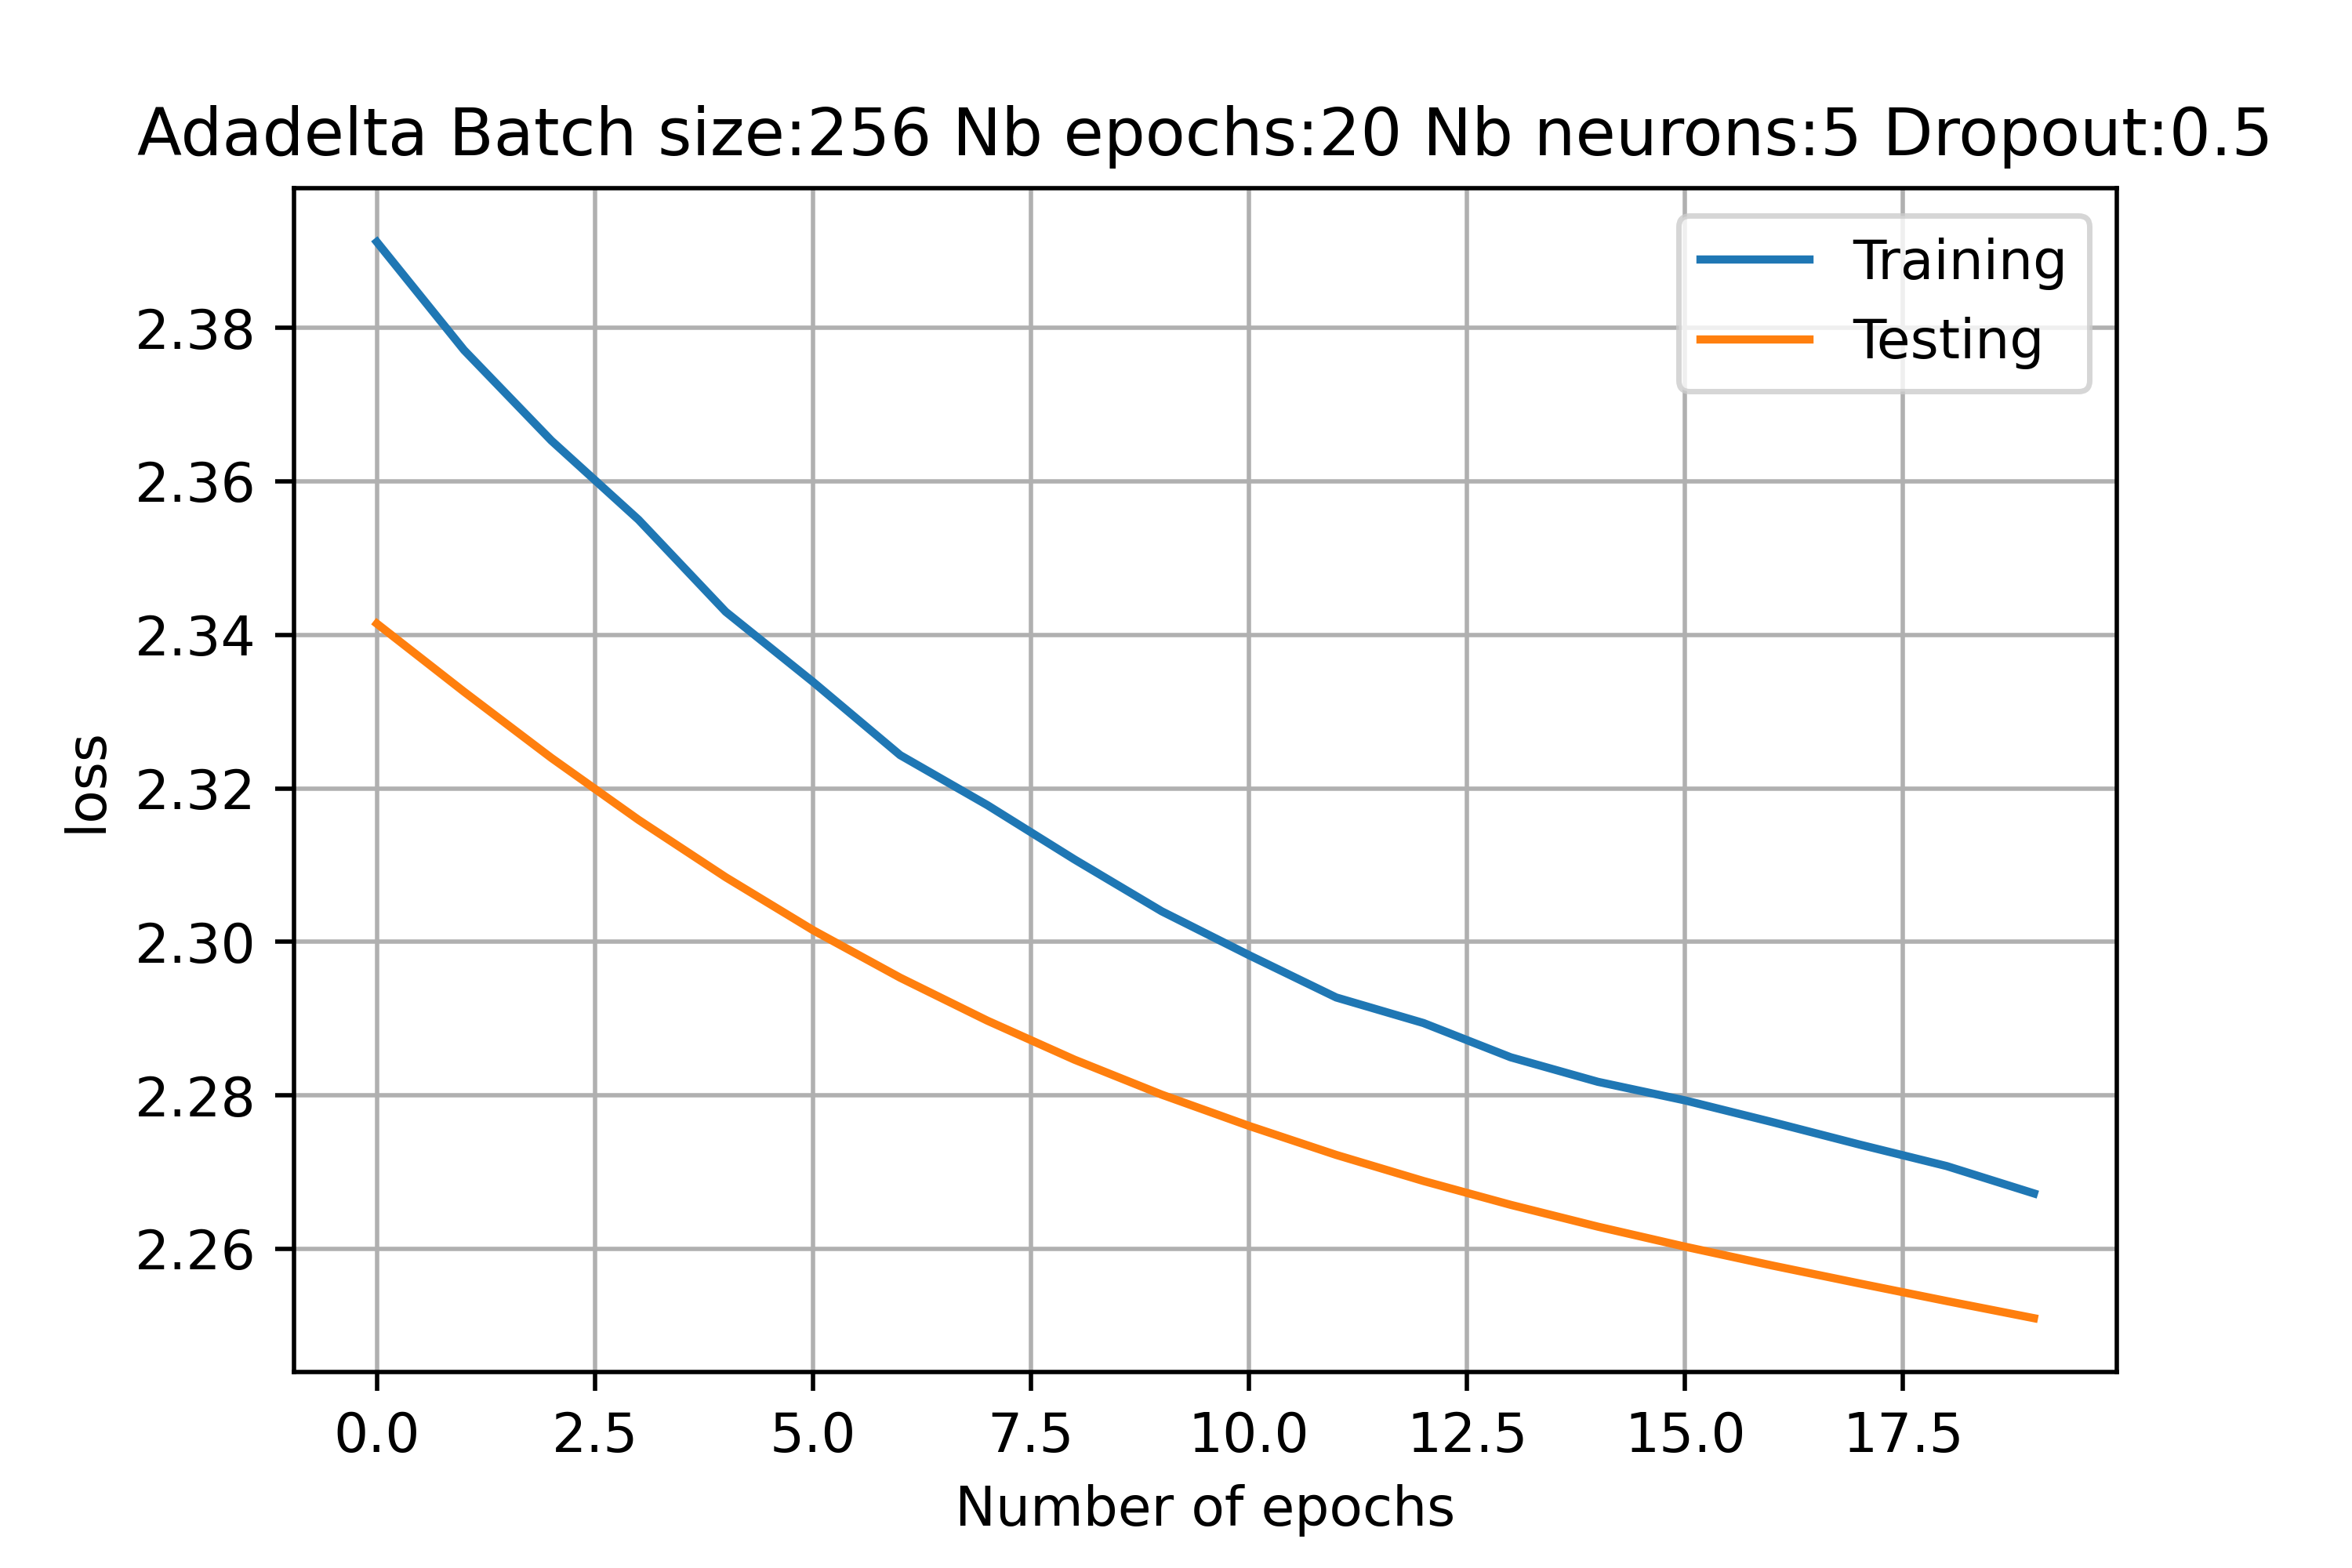 Adadelta Batch size:256 Nb epochs:20 Nb neurons:5 Dropout:0.5
Training
Testing
2.38
2.36
2.34
2.32
2.30
2.28
2.26
loss
0.0 2.5 5.0 7.5 10.0 12.5 15.0 17.5
Number of epochs